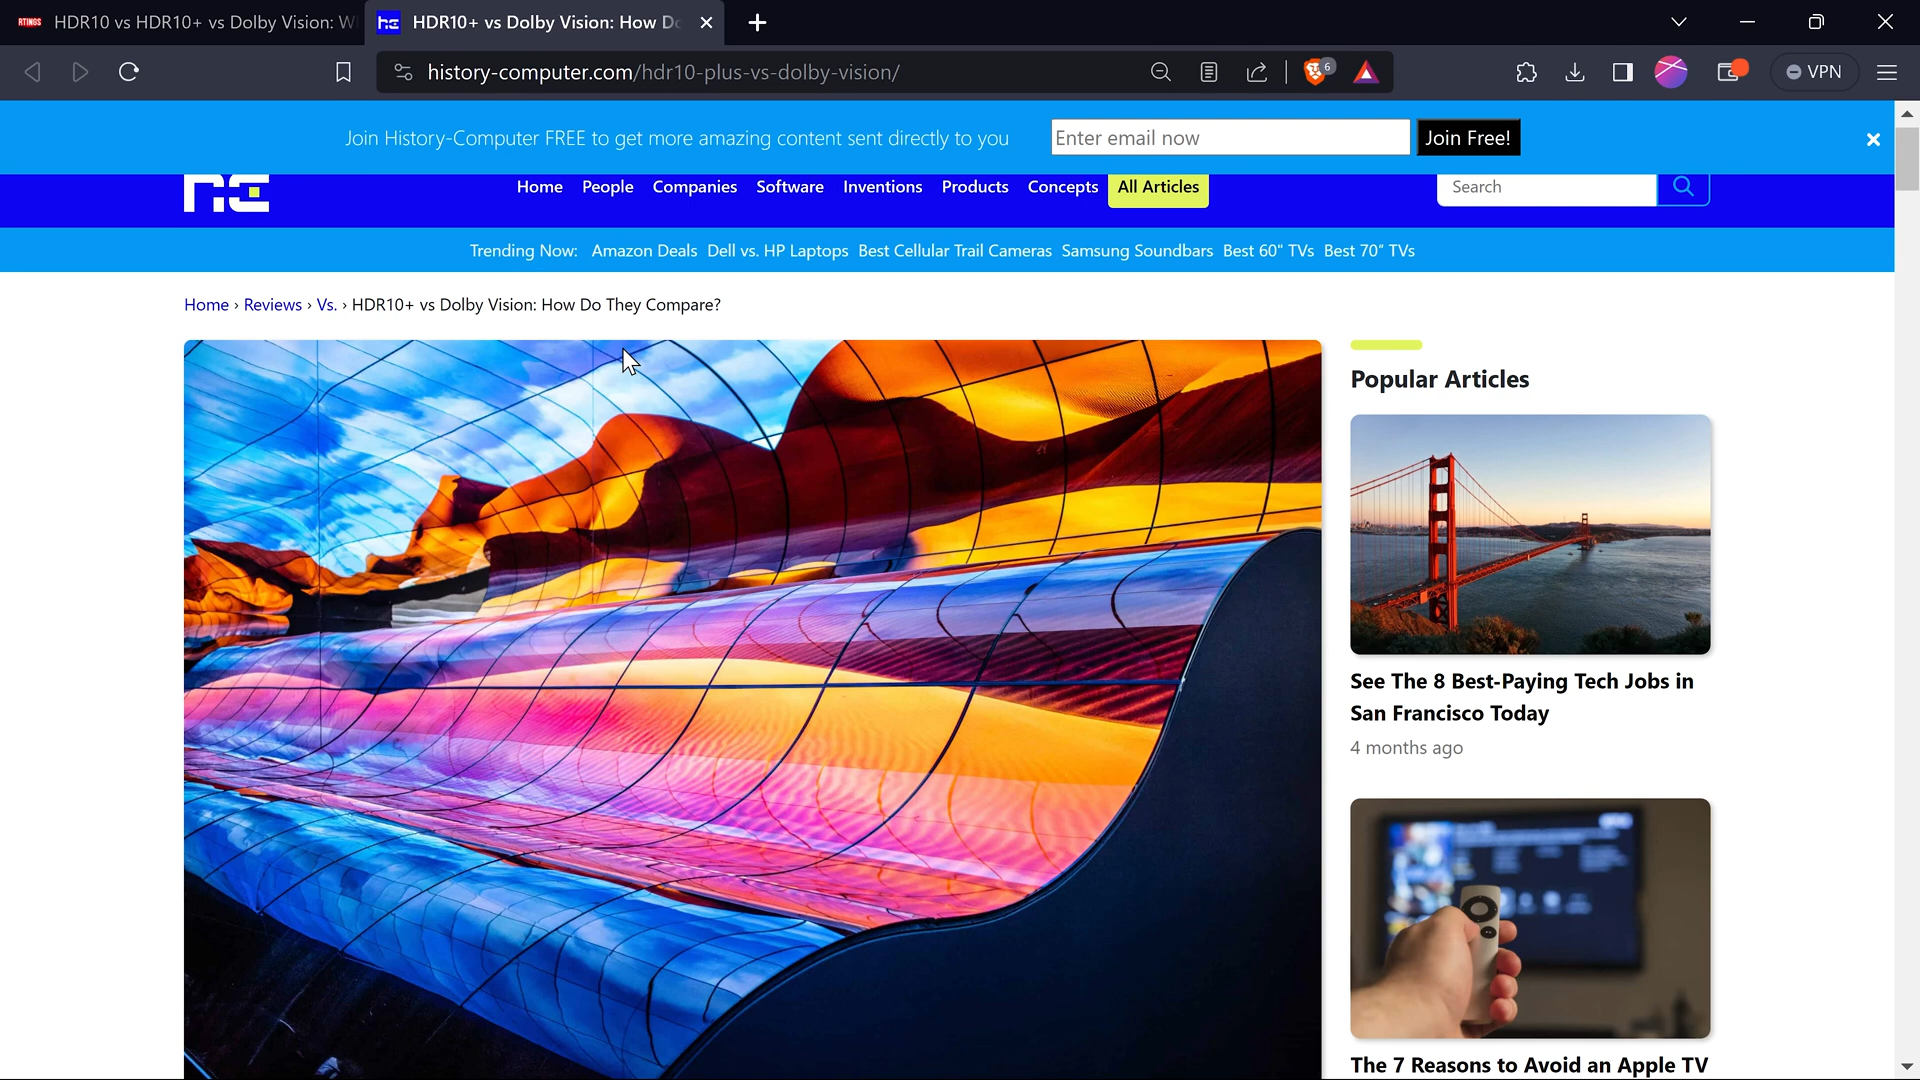 RTINGS HDR10 vs HDR10+ vs Dolby Vision: W
hc HDR10+ vs Dolby Vision: How Do
history-computer.com/hdr10-plus-vs-dolby-vision/
6
VPN
Join History-Computer FREE to get more amazing content sent directly to you
Enter email now
Join Free!
Home People Companies Software Inventions Products Concepts All Articles
Search
Trending Now: Amazon Deals Dell vs. HP Laptops Best Cellular Trail Cameras Samsung Soundbars Best 60" TVs Best 70" TVs
Home › Reviews › Vs. › HDR10+ vs Dolby Vision: How Do They Compare?
Popular Articles
See The 8 Best-Paying Tech Jobs in
San Francisco Today
4 months ago
The 7 Reasons to Avoid an Apple TV